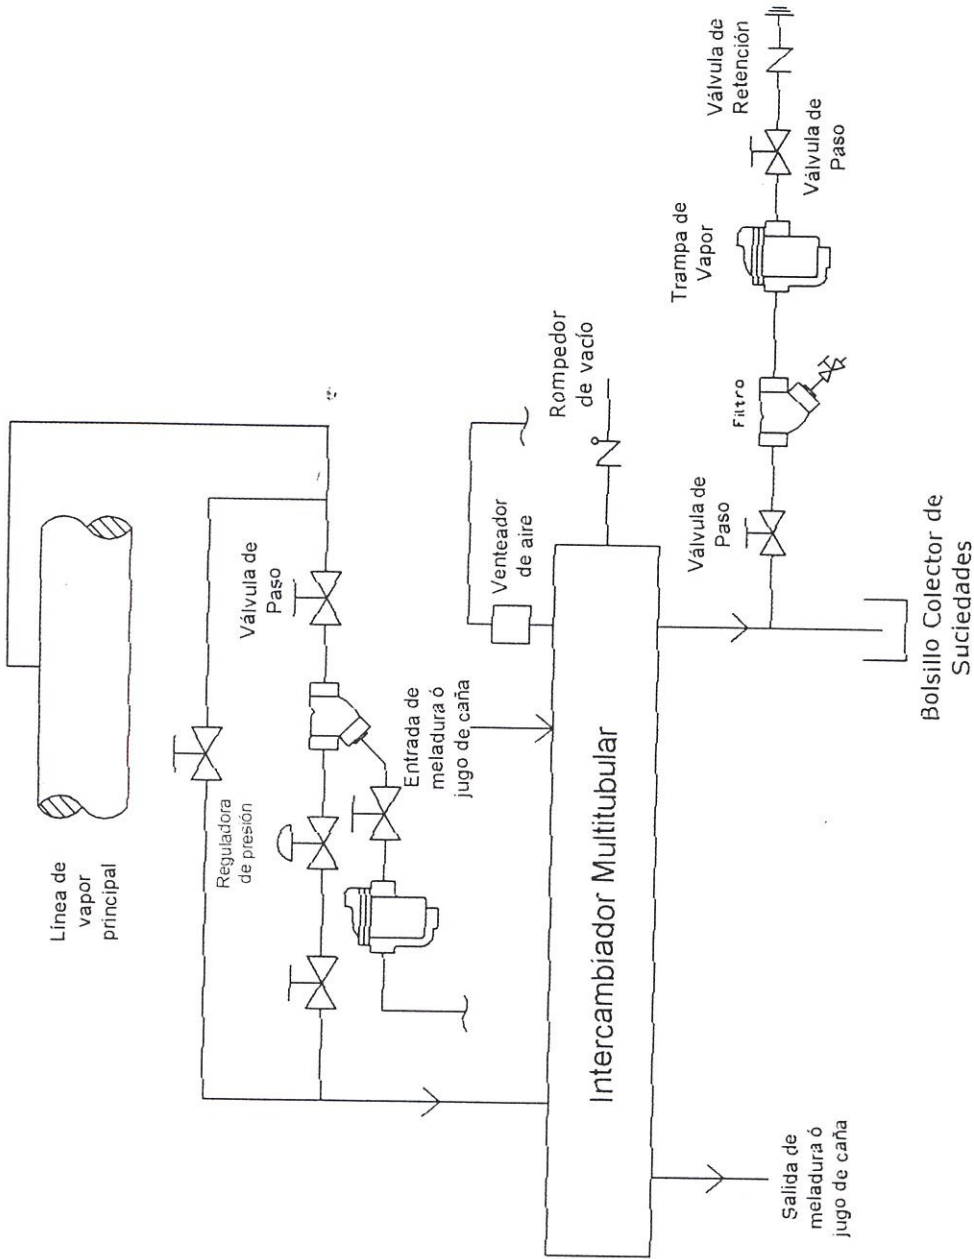 Línea de
vapor
principal
Reguladora
de presión
Válvula de
Paso
Entrada de
meladura ó
jugo de caña
Venteador
de aire
Rompedor
de vacío
Intercambiador Multitubular
Salida de
meladura ó
jugo de caña
Bolsillo Colector de
Suciedades
Válvula de
Paso
Filtro
Trampa de
Vapor
Válvula de
Paso
Válvula de
Retención